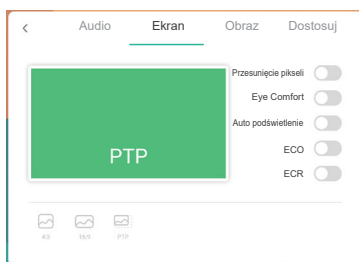 Audio Ekran Obraz Dostosuj
Przesunięcie pikseli
Eye Comfort
Auto podświetlenie
PTP
ECO
ECR
4:3 16:9 PTP